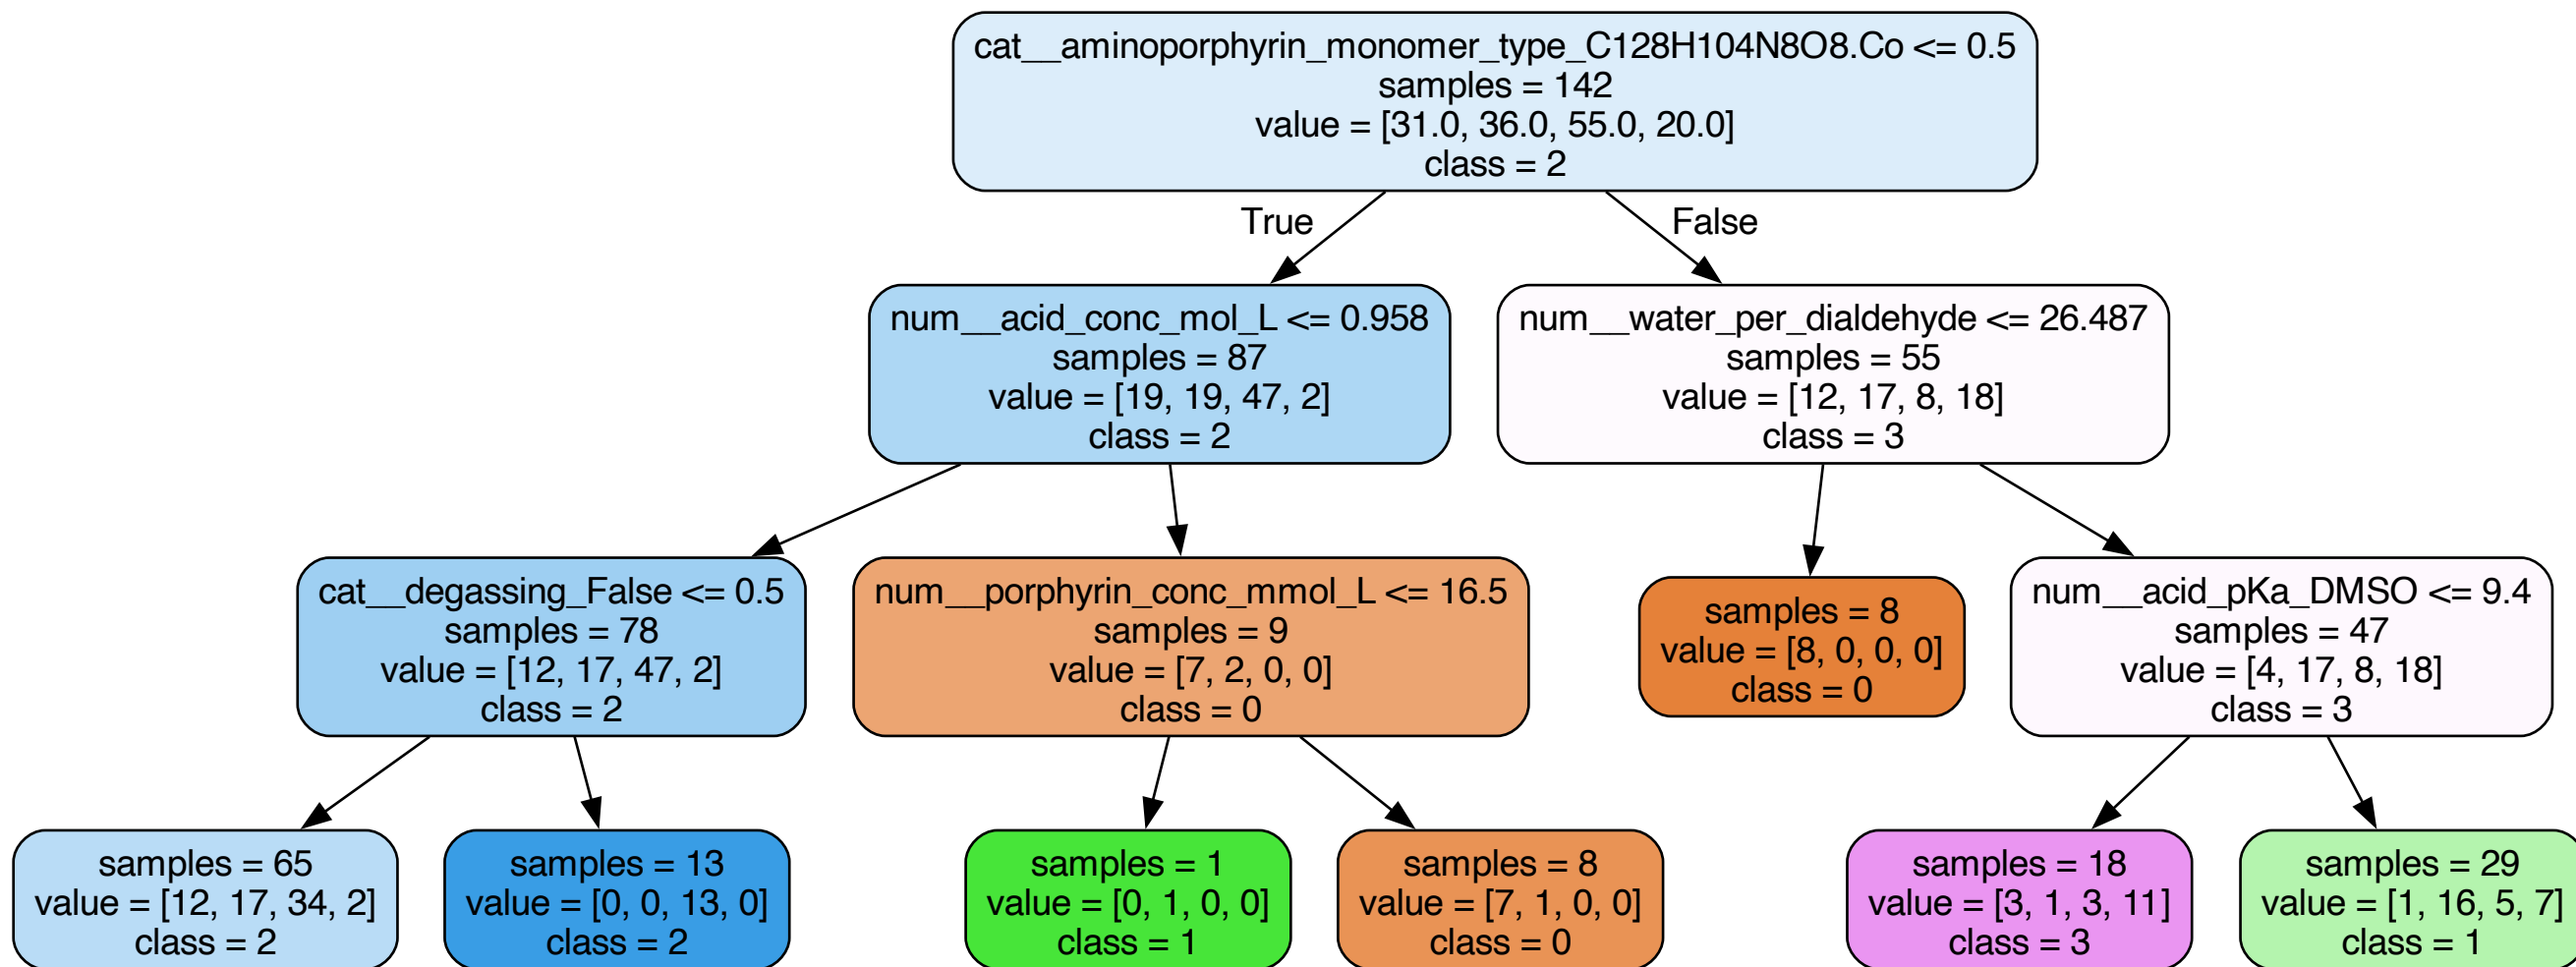 cat__aminoporphyrin_monomer_type_C128H104N8O8.Co <= 0.5
samples = 142
value = [31.0, 36.0, 55.0, 20.0]
class = 2
True
False
num__acid_conc_mol_L <= 0.958
samples = 87
value = [19, 19, 47, 2]
class = 2
num__water_per_dialdehyde <= 26.487
samples = 55
value = [12, 17, 8, 18]
class = 3
cat__degassing_False <= 0.5
samples = 78
value = [12, 17, 47, 2]
class = 2
num__porphyrin_conc_mmol_L <= 16.5
samples = 9
value = [7, 2, 0, 0]
class = 0
samples = 8
value = [8, 0, 0, 0]
class = 0
num__acid_pKa_DMSO <= 9.4
samples = 47
value = [4, 17, 8, 18]
class = 3
samples = 65
value = [12, 17, 34, 2]
class = 2
samples = 13
value = [0, 0, 13, 0]
class = 2
samples = 1
value = [0, 1, 0, 0]
class = 1
samples = 8
value = [7, 1, 0, 0]
class = 0
samples = 18
value = [3, 1, 3, 11]
class = 3
samples = 29
value = [1, 16, 5, 7]
class = 1